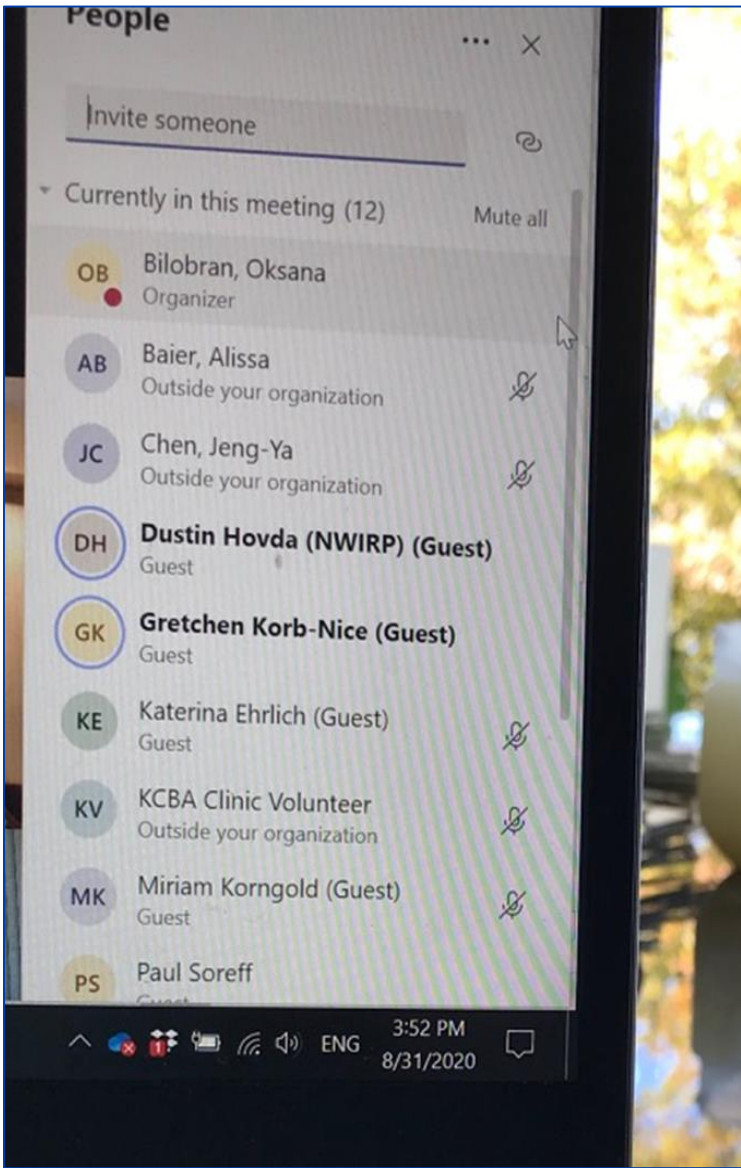 People
Invite someone
Currently in this meeting (12)
Mute all
OB
Bilobran, Oksana
Organizer
AB
Baier, Alissa
Outside your organization
JC
Chen, Jeng-Ya
Outside your organization
DH
Dustin Hovda (NWIRP) (Guest)
Guest
GK
Gretchen Korb-Nice (Guest)
Guest
KE
Katerina Ehrlich (Guest)
Guest
KV
KCBA Clinic Volunteer
Outside your organization
MK
Miriam Korngold (Guest)
Guest
PS
Paul Soreff
Guest
1
ENG
3:52 PM
8/31/2020